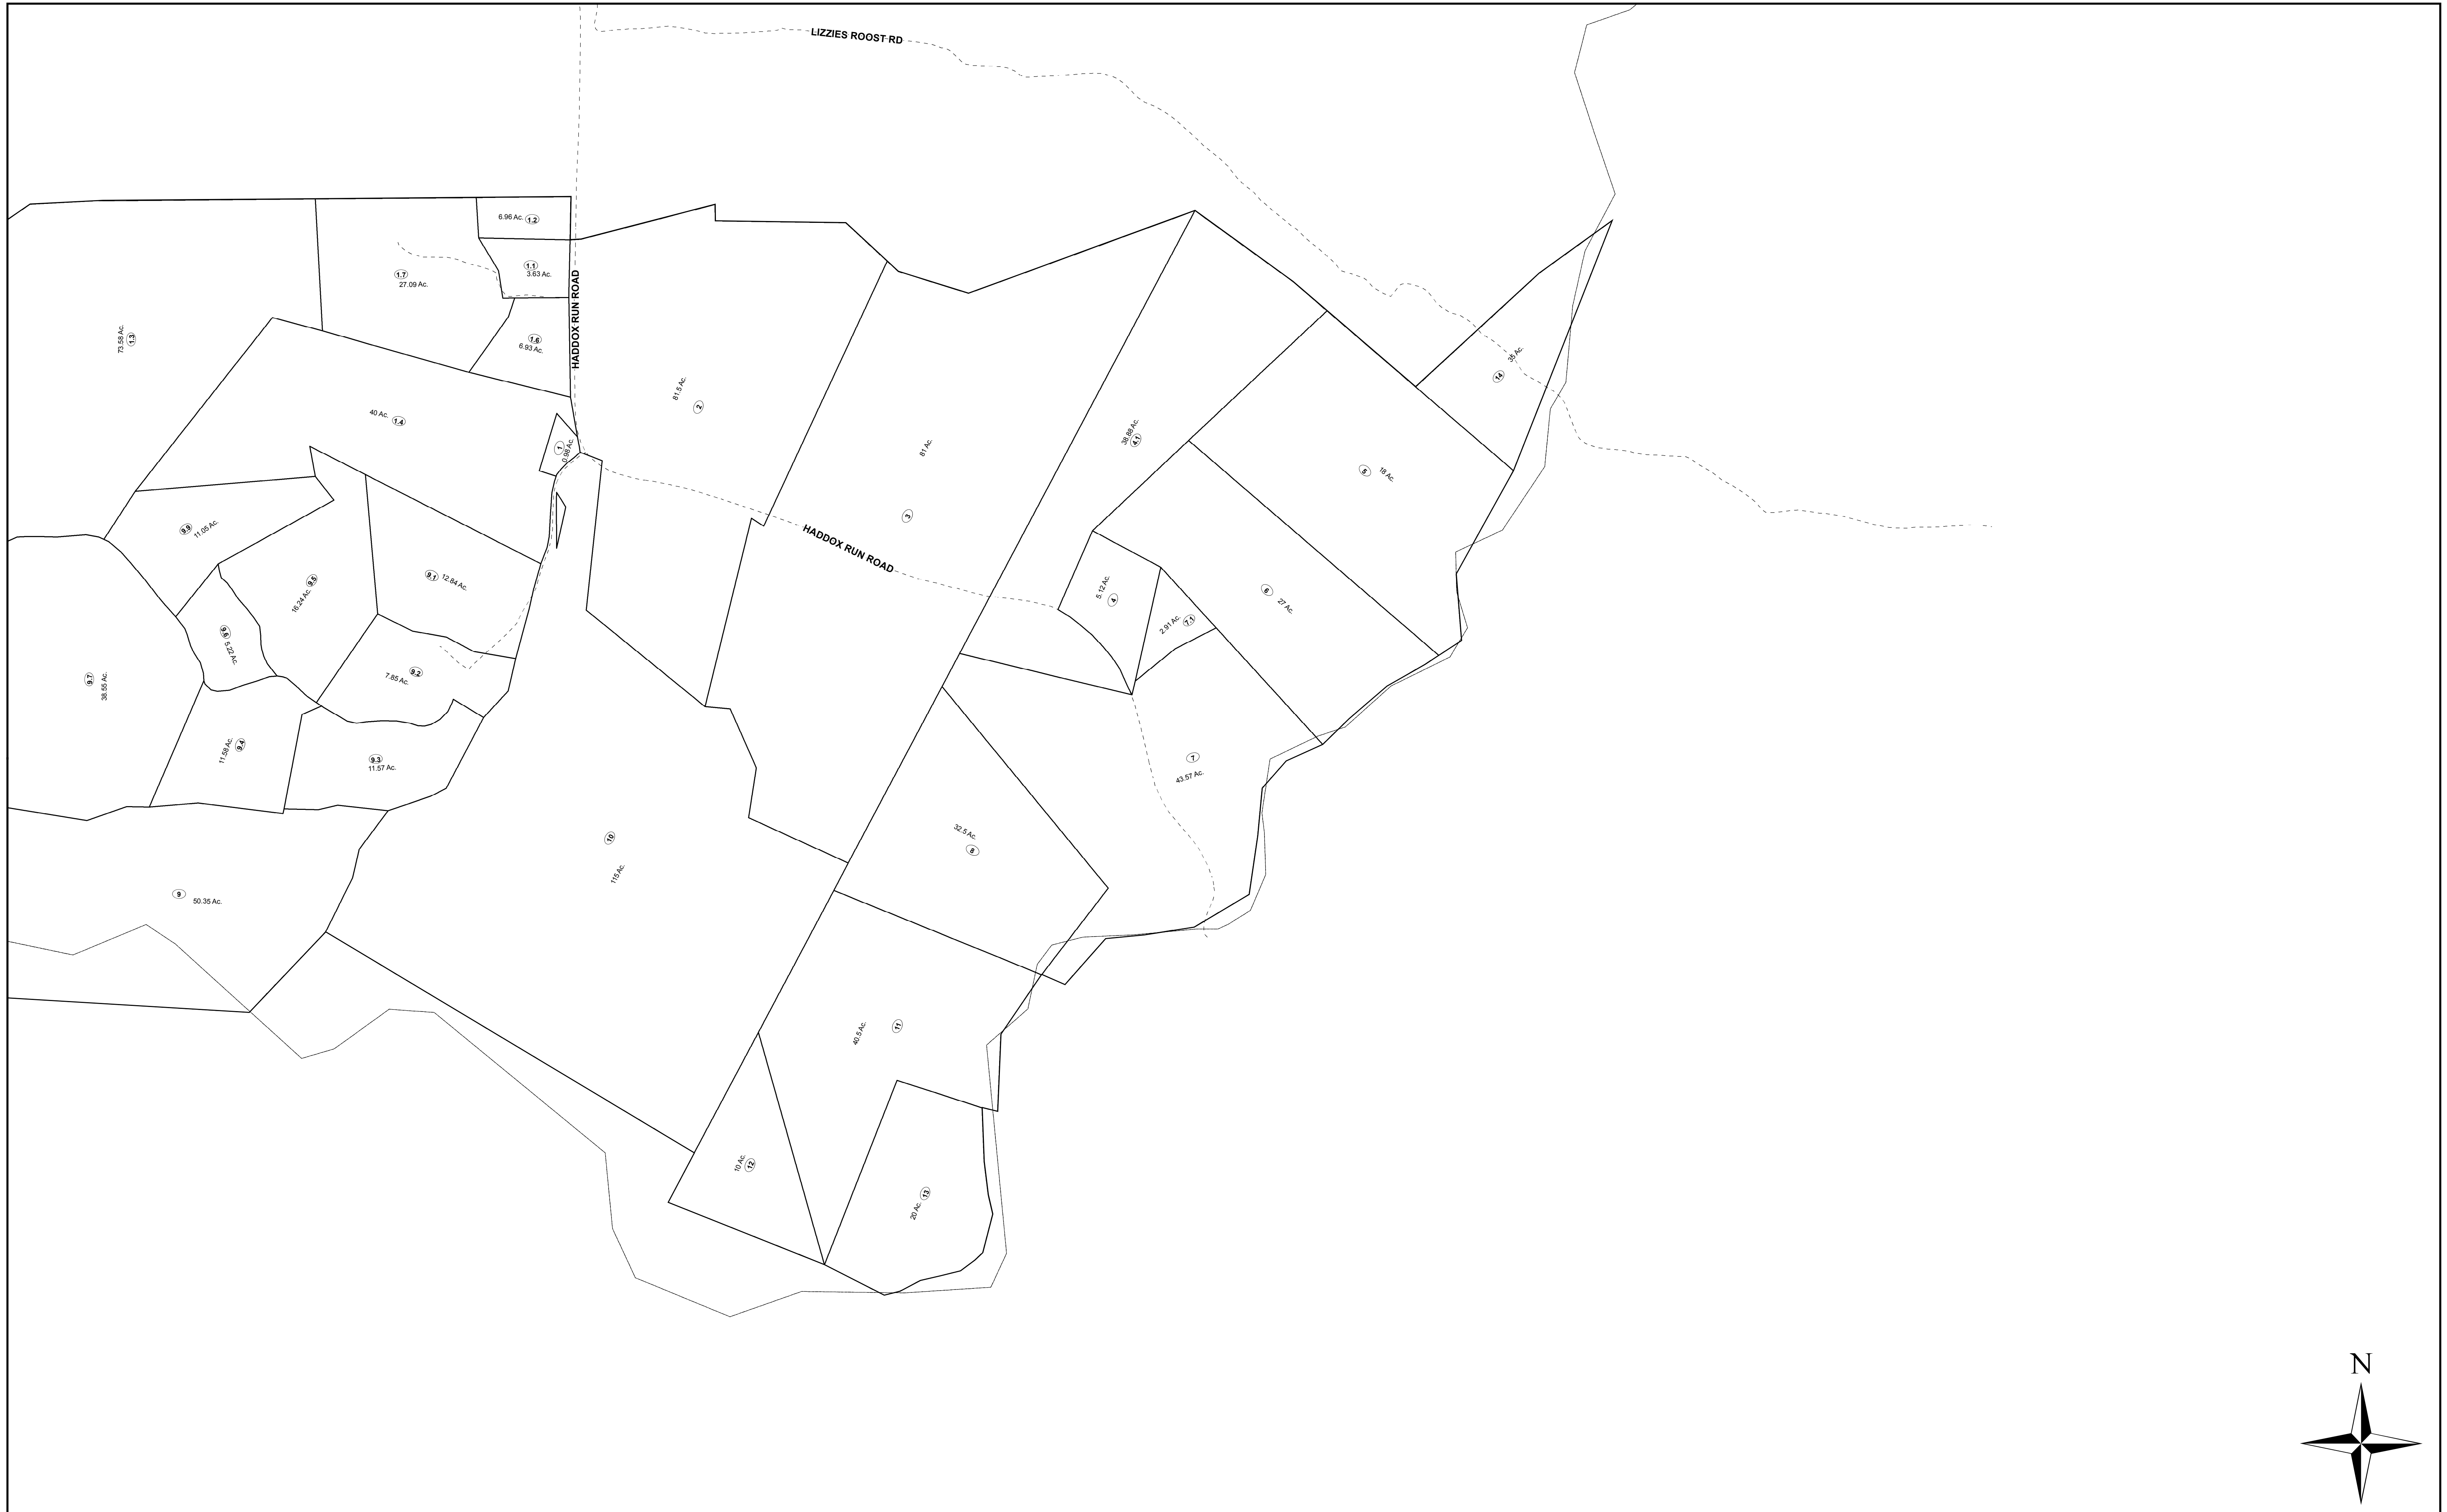 LIZZIES ROOST RD
6.96 Ac. 1.2
1.1
3.63 Ac.
1.7
27.09 Ac.
HADDOX RUN ROAD
73.58 Ac.
1.3
1.6
6.93 Ac.
35 Ac.
14
81.5 Ac.
2
40 Ac. 1.4
1
0.98 Ac.
81 Ac.
3
38.88 Ac.
4.1
5
18 Ac.
9.9
11.05 Ac.
HADDOX RUN ROAD
9.1 12.84 Ac.
16.24 Ac. 9.5
5.12 Ac.
4
6
27 Ac.
2.91 Ac. 7.1
5.22 Ac.
9.7
38.55 Ac.
9.2
7.85 Ac.
11.58 Ac.
9.4
9.3
11.57 Ac.
7
43.57 Ac.
32.5 Ac.
8
10
115 Ac.
9
50.35 Ac.
40.5 Ac.
11
10 Ac.
12
20 Ac.
13
N